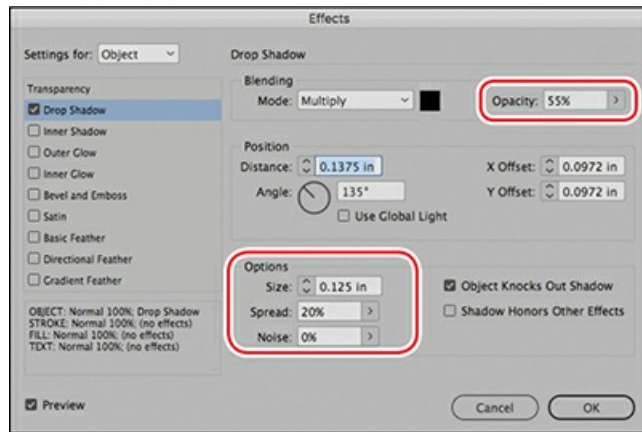 Effects
Settings for: Object
Transparency
Drop Shadow
Inner Shadow
Outer Glow
Inner Glow
Bevel and Emboss
Satin
Basic Feather
Directional Feather
Gradient Feather
OBJECT: Normal 100%; Drop Shadow
STROKE: Normal 100%; (no effects)
FILL: Normal 100%; (no effects)
TEXT: Normal 100%; (no effects)
Preview
Drop Shadow
Blending
Mode: Multiply
Opacity: 55%
Position
Distance: 0.1375 in
X Offset: 0.0972 in
Angle: 135°
Y Offset: 0.0972 in
Use Global Light
Options
Size: 0.125 in
Object Knocks Out Shadow
Spread: 20%
Shadow Honors Other Effects
Noise: 0%
Cancel
OK